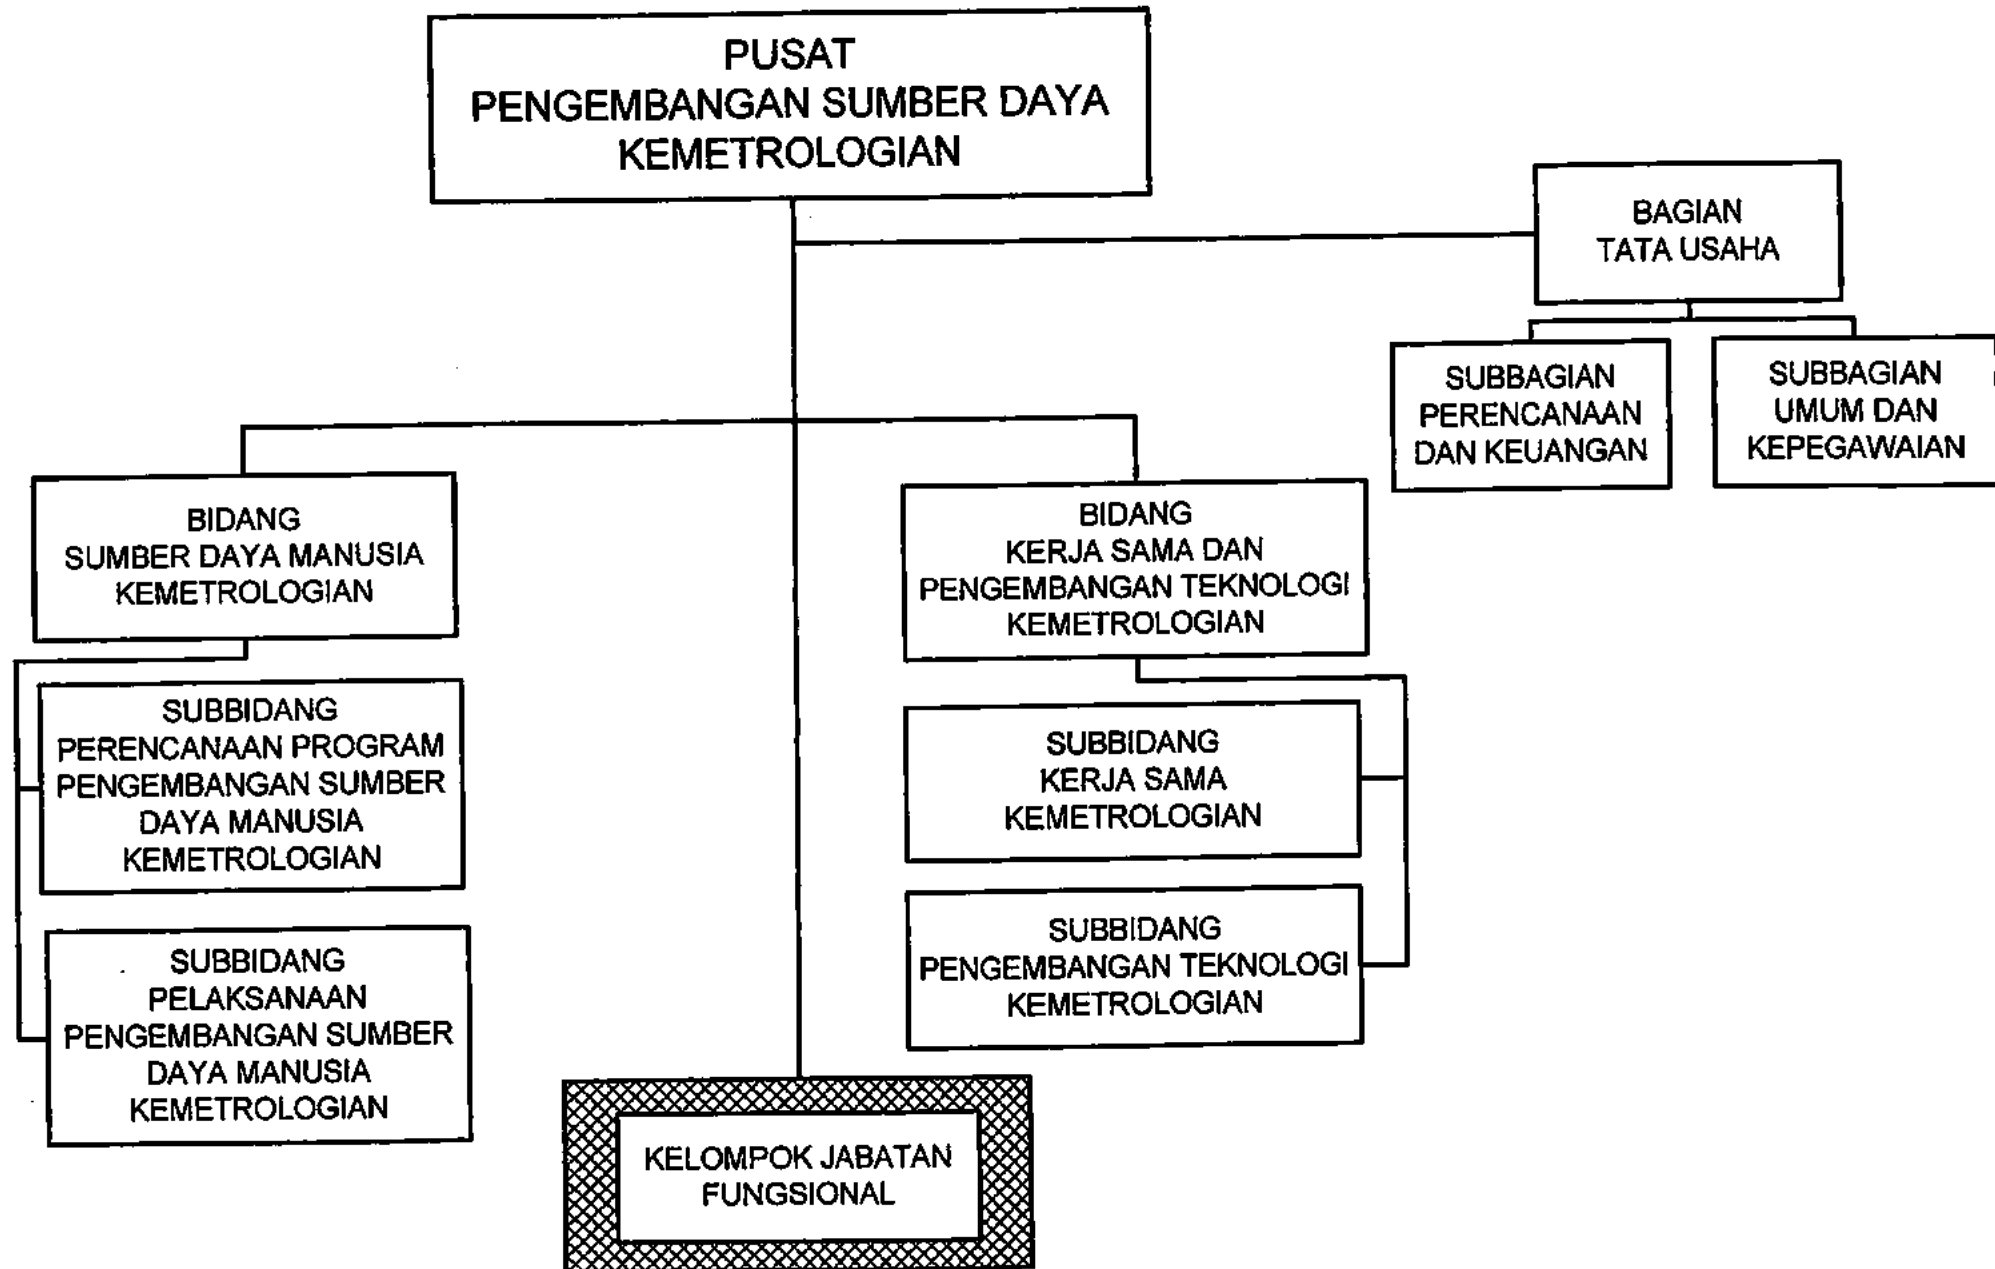 PUSAT
PENGEMBANGAN SUMBER DAYA
KEMETROLOGIAN
BAGIAN
TATA USAHA
SUBBAGIAN
PERENCANAAN
DAN KEUANGAN
SUBBAGIAN
UMUM DAN
KEPEGAWAIAN
BIDANG
SUMBER DAYA MANUSIA
KEMETROLOGIAN
SUBBIDANG
PERENCANAAN PROGRAM
PENGEMBANGAN SUMBER
DAYA MANUSIA
KEMETROLOGIAN
SUBBIDANG
PELAKSANAAN
PENGEMBANGAN SUMBER
DAYA MANUSIA
KEMETROLOGIAN
BIDANG
KERJA SAMA DAN
PENGEMBANGAN TEKNOLOGI
KEMETROLOGIAN
SUBBIDANG
KERJA SAMA
KEMETROLOGIAN
SUBBIDANG
PENGEMBANGAN TEKNOLOGI
KEMETROLOGIAN
KELOMPOK JABATAN
FUNGSIONAL